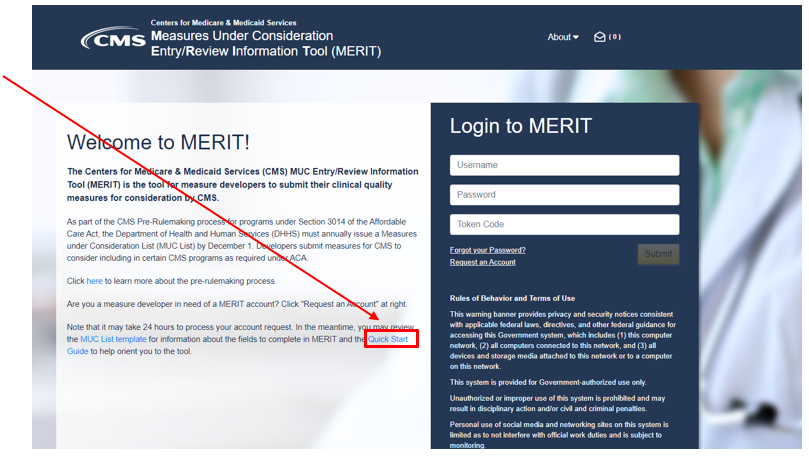 Centers for Medicare & Medicaid Services
CMS
Measures Under Consideration
Entry/Review Information Tool (MERIT)
About
(0)
Welcome to MERIT!
The Centers for Medicare & Medicaid Services (CMS) MUC Entry/Review Information
Tool (MERIT) is the tool for measure developers to submit their clinical quality
measures for consideration by CMS.
As part of the CMS Pre-Rulemaking process for programs under Section 3014 of the Affordable
Care Act, the Department of Health and Human Services (DHHS) must annually issue a Measures
under Consideration List (MUC List) by December 1. Developers submit measures for CMS to
consider including in certain CMS programs as required under ACA.
Click here to learn more about the pre-rulemaking process.
Are you a measure developer in need of a MERIT account? Click "Request an Account" at right.
Note that it may take 24 hours to process your account request. In the meantime, you may review
the MUC List template for information about the fields to complete in MERIT and the Quick Start
Guide to help orient you to the tool.
Login to MERIT
Username
Password
Token Code
Forgot your Password?
Request an Account
Submit
Rules of Behavior and Terms of Use
This warning banner provides privacy and security notices consistent
with applicable federal laws, directives, and other federal guidance for
accessing this Government system, which includes (1) this computer
network, (2) all computers connected to this network, and (3) all
devices and storage media attached to this network or to a computer
on this network.
This system is provided for Government-authorized use only.
Unauthorized or improper use of this system is prohibited and may
result in disciplinary action and/or civil and criminal penalties.
Personal use of social media and networking sites on this system is
limited as to not interfere with official work duties and is subject to
monitoring.